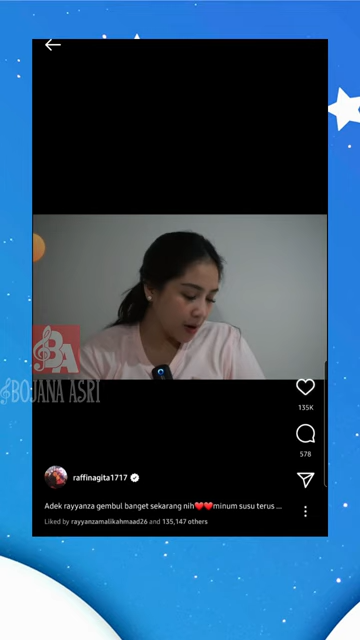 BA
BOJANA ASRI
135K
578
raffinagita1717
Adek rayyanza gembul banget sekarang nih❤️❤️minum susu terus ...
Liked by rayyanzamalikahmaad26 and 135,147 others